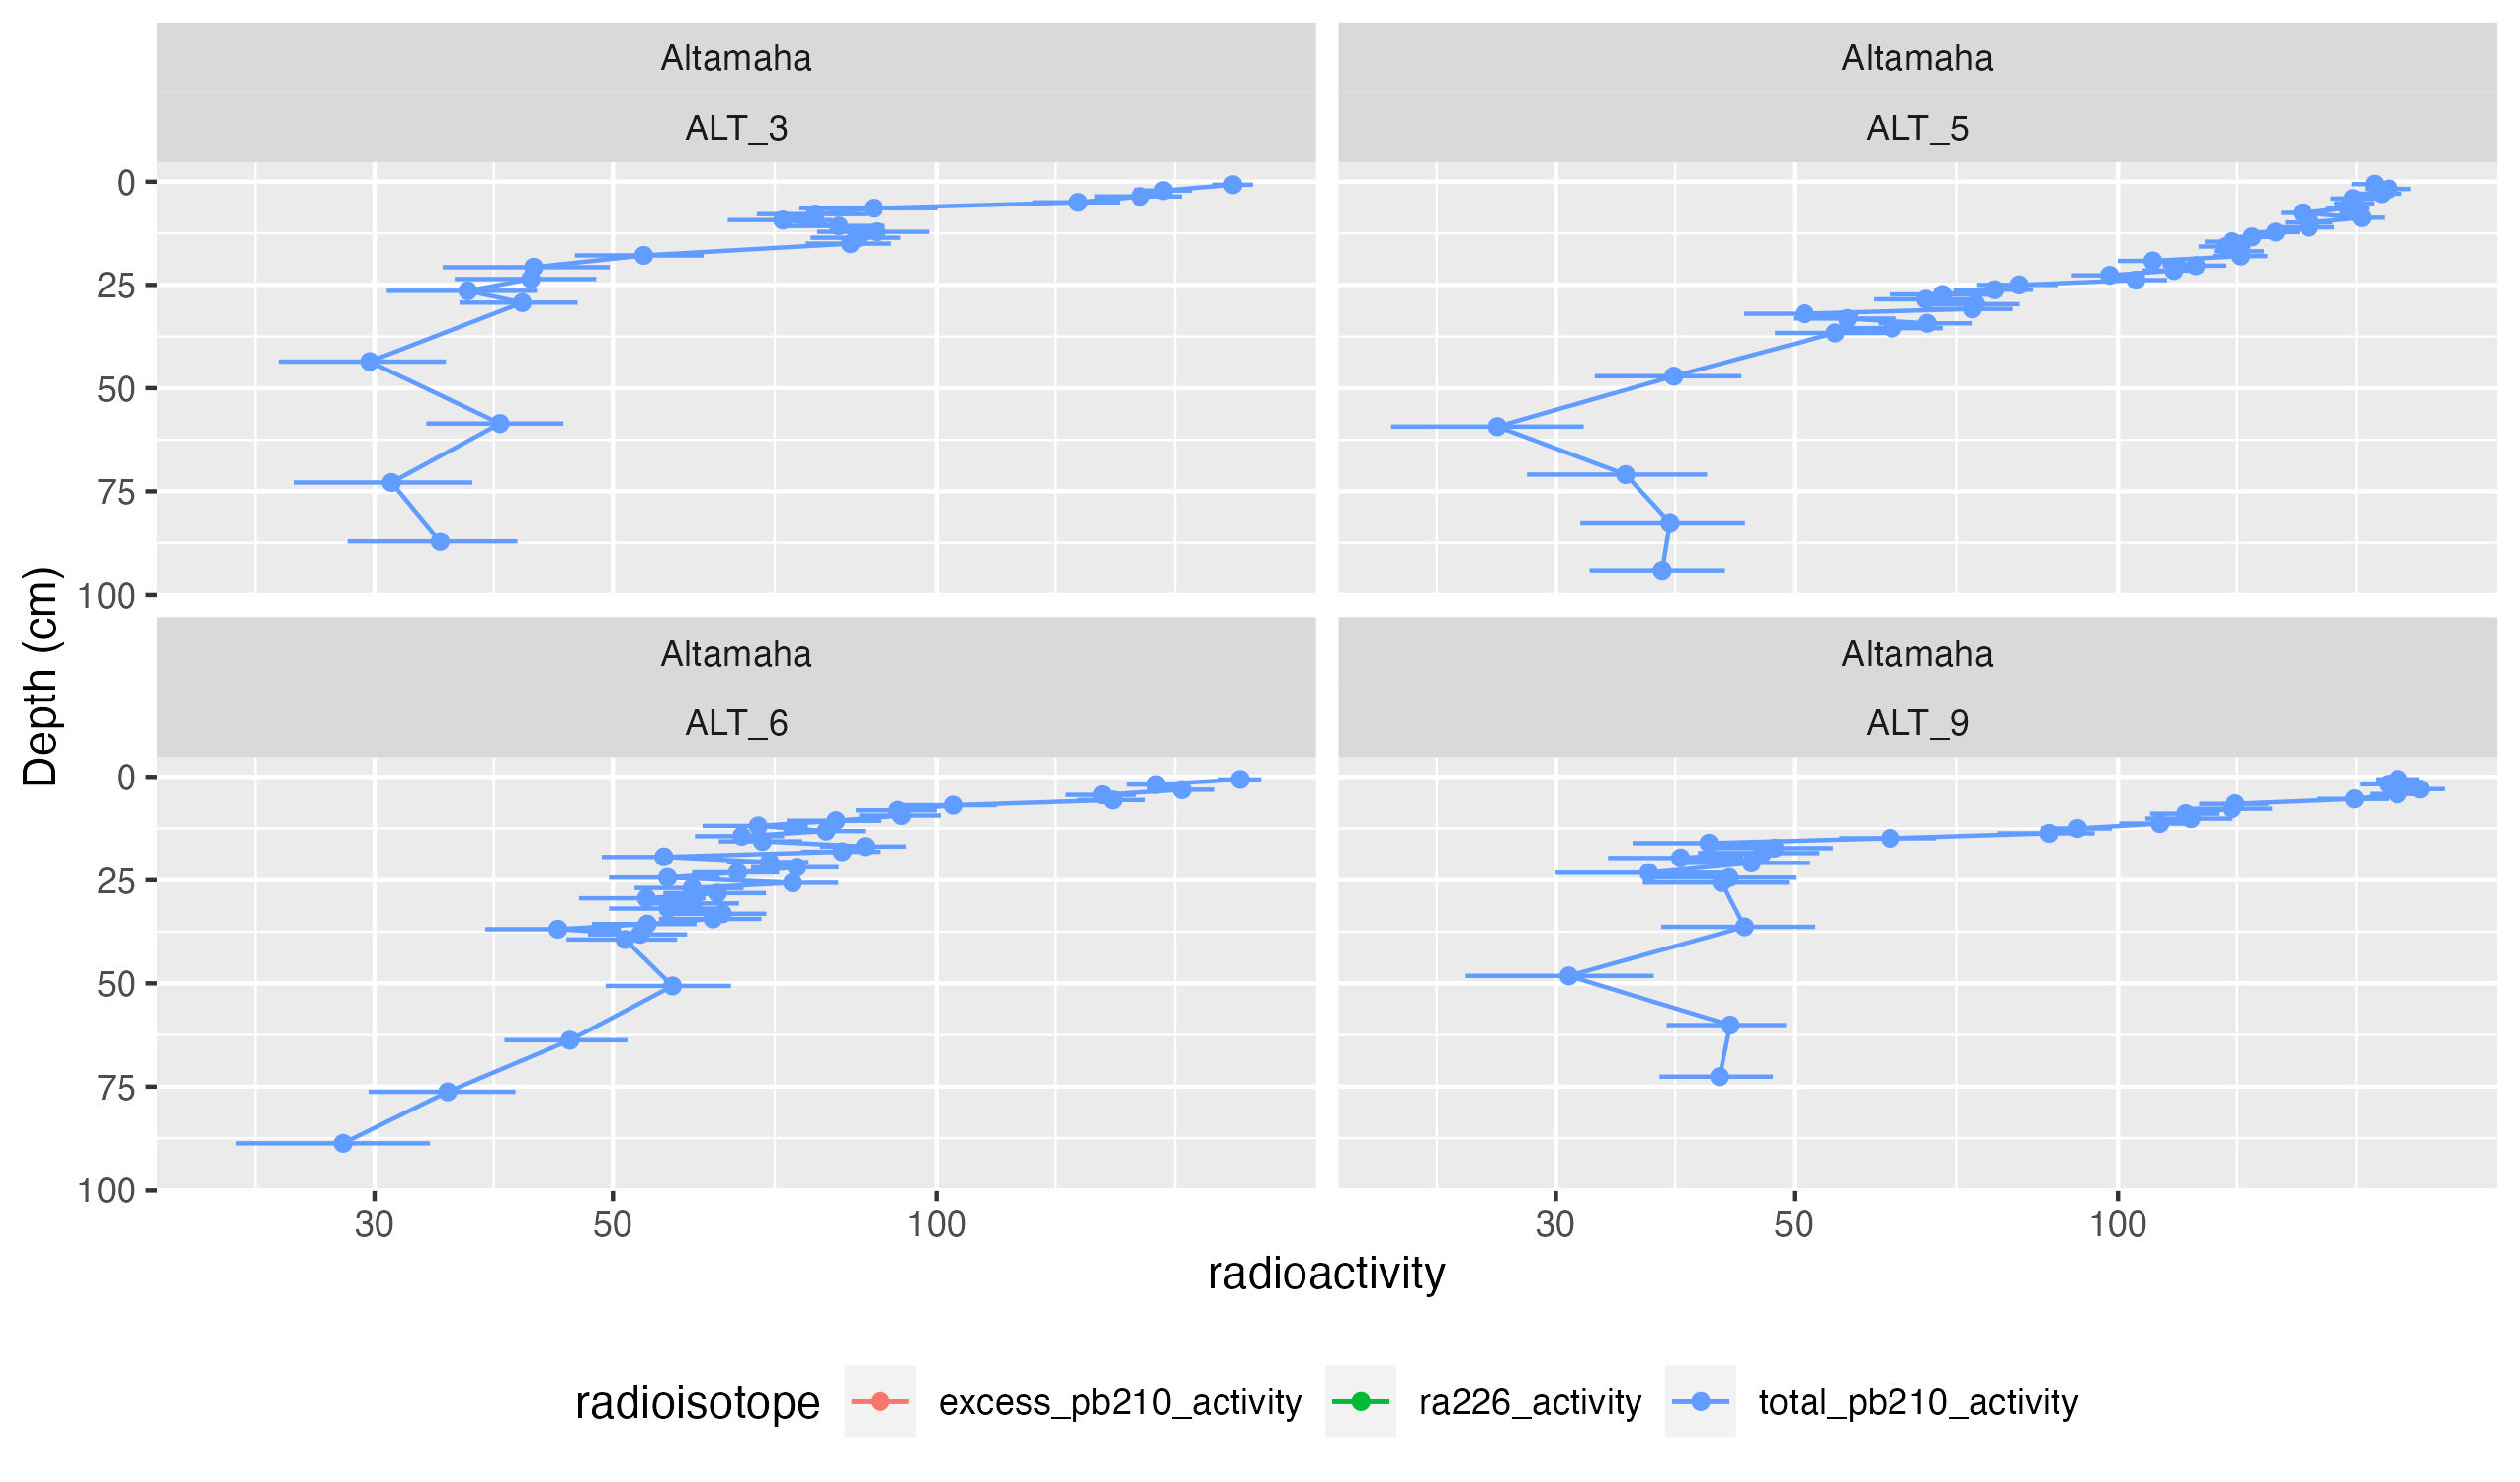 Altamaha
Altamaha
ALT_3
ALT_5
0
25
50
75
100
Altamaha
Altamaha
ALT_6
ALT_9
0
25
50
75
100
Depth (cm)
30 50 100
30 50 100
radioactivity
radioisotope excess_pb210_activity ra226_activity total_pb210_activity